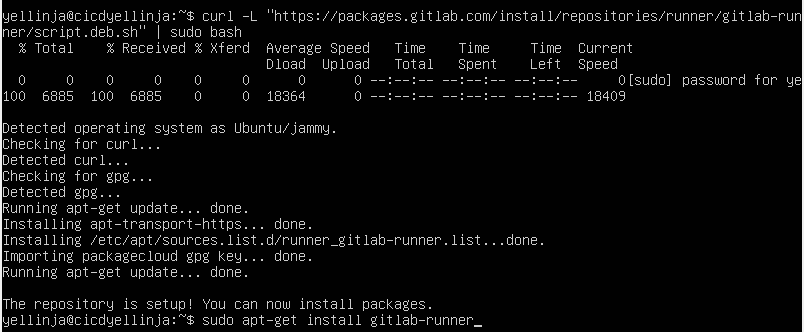 yellinja@cicdyellinja:~$ curl -L "https://packages.gitlab.com/install/repositories/runner/gitlab-run
ner/script.deb.sh" | sudo bash
  % Total    % Received % Xferd  Average Speed   Time    Time     Time  Current
                                 Dload  Upload   Total   Spent    Left  Speed
  0     0    0     0    0     0      0      0 --:--:-- --:--:-- --:--:--     0[sudo] password for ye
100  6885  100  6885    0     0  18364      0 --:--:-- --:--:-- --:--:-- 18409
Detected operating system as Ubuntu/jammy.
Checking for curl...
Detected curl...
Checking for gpg...
Detected gpg...
Running apt-get update... done.
Installing apt-transport-https... done.
Installing /etc/apt/sources.list.d/runner_gitlab-runner.list...done.
Importing packagecloud gpg key... done.
Running apt-get update... done.
The repository is setup! You can now install packages.
yellinja@cicdyellinja:~$ sudo apt-get install gitlab-runner_